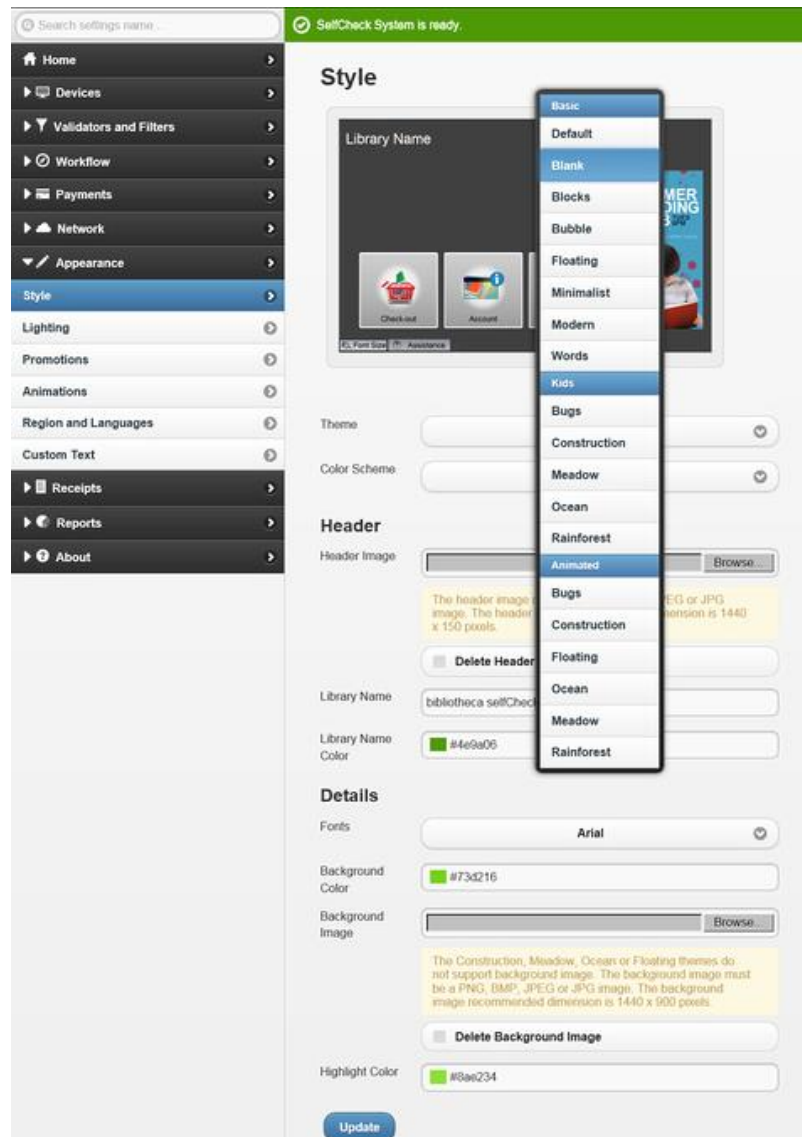 Search settings name ...
SelfCheck System is ready.
Home
Devices
Validators and Filters
Workflow
Payments
Network
Appearance
Style
Lighting
Promotions
Animations
Region and Languages
Custom Text
Receipts
Reports
About
Style
Library Name
Check-out
Account
Font Size
Assistance
Basic
Default
Blank
Blocks
Bubble
Floating
Minimalist
Modern
Words
Kids
Bugs
Construction
Meadow
Ocean
Rainforest
Animated
Bugs
Construction
Floating
Ocean
Meadow
Rainforest
Theme
Color Scheme
Header
Header Image
Browse...
The header image
EG or JPG
image. The header
ension is 1440
x 150 pixels.
Delete Header
Library Name
bibliotheca selfChec
Library Name
Color
#4e9a06
Details
Fonts
Arial
Background
Color
#73d216
Background
Image
Browse...
The Construction, Meadow, Ocean or Floating themes do
not support background image. The background image must
be a PNG, BMP, JPEG or JPG image. The background
image recommended dimension is 1440 x 900 pixels.
Delete Background Image
Highlight Color
#8ae234
Update